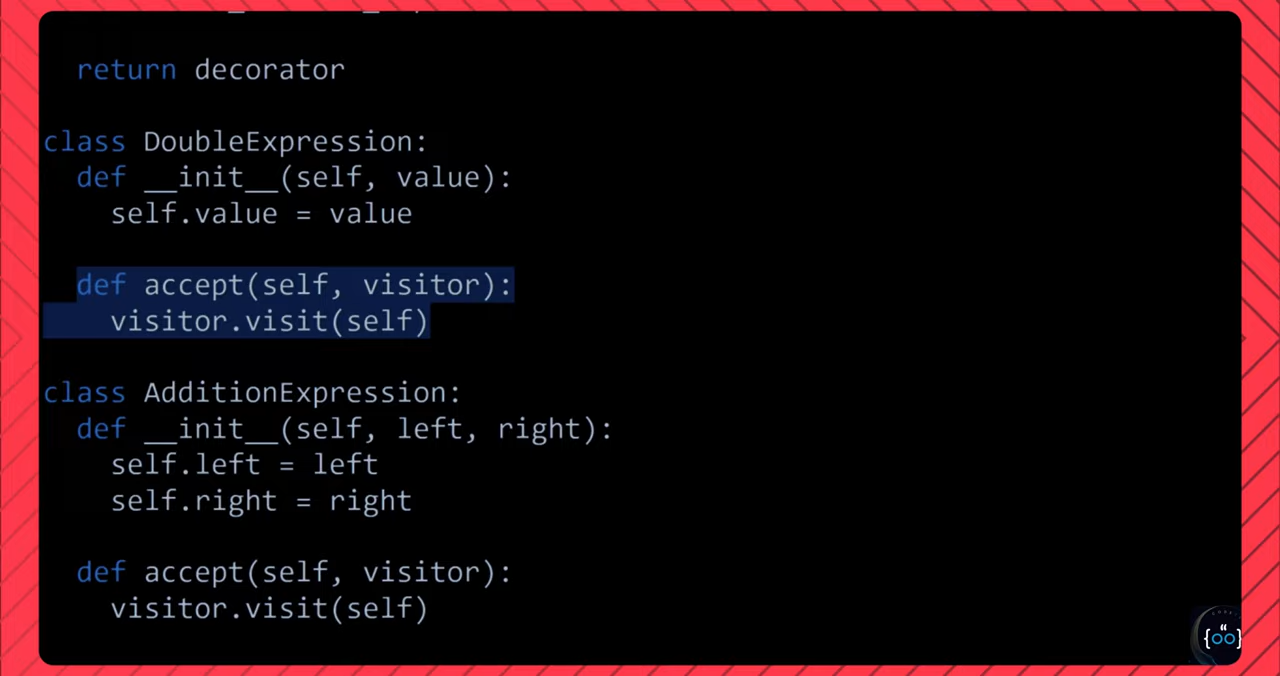 return decorator
class DoubleExpression:
def __init__(self, value):
self.value = value
def accept(self, visitor):
visitor.visit(self)
class AdditionExpression:
def __init__(self, left, right):
self.left = left
self.right = right
def accept(self, visitor):
visitor.visit(self)